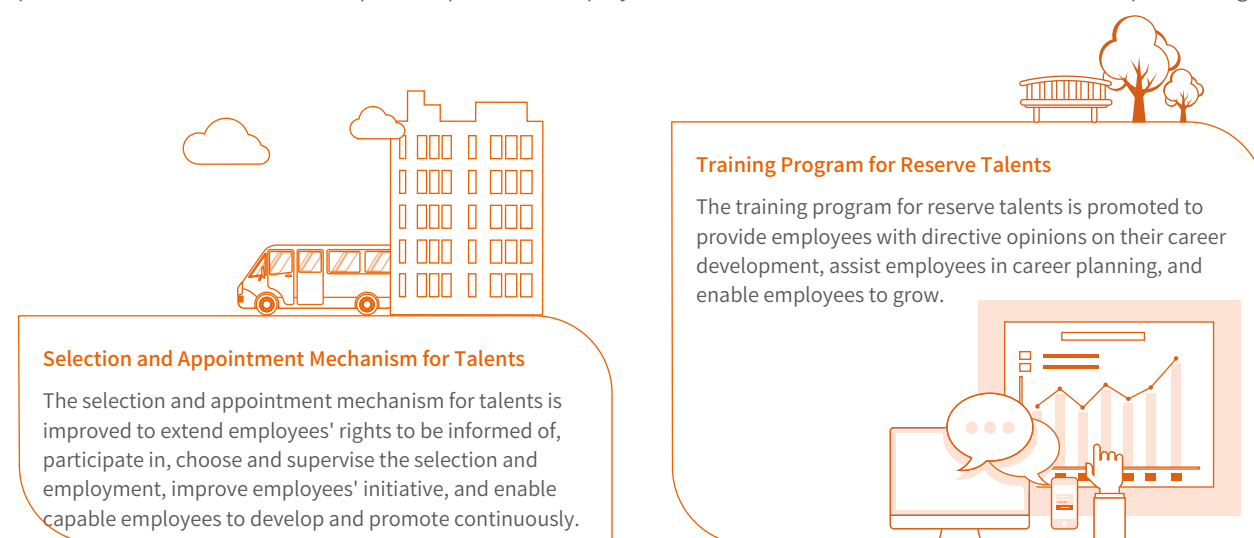 Selection and Appointment Mechanism for Talents
The selection and appointment mechanism for talents is
improved to extend employees' rights to be informed of,
participate in, choose and supervise the selection and
employment, improve employees' initiative, and enable
capable employees to develop and promote continuously.
Training Program for Reserve Talents
The training program for reserve talents is promoted to
provide employees with directive opinions on their career
development, assist employees in career planning, and
enable employees to grow.